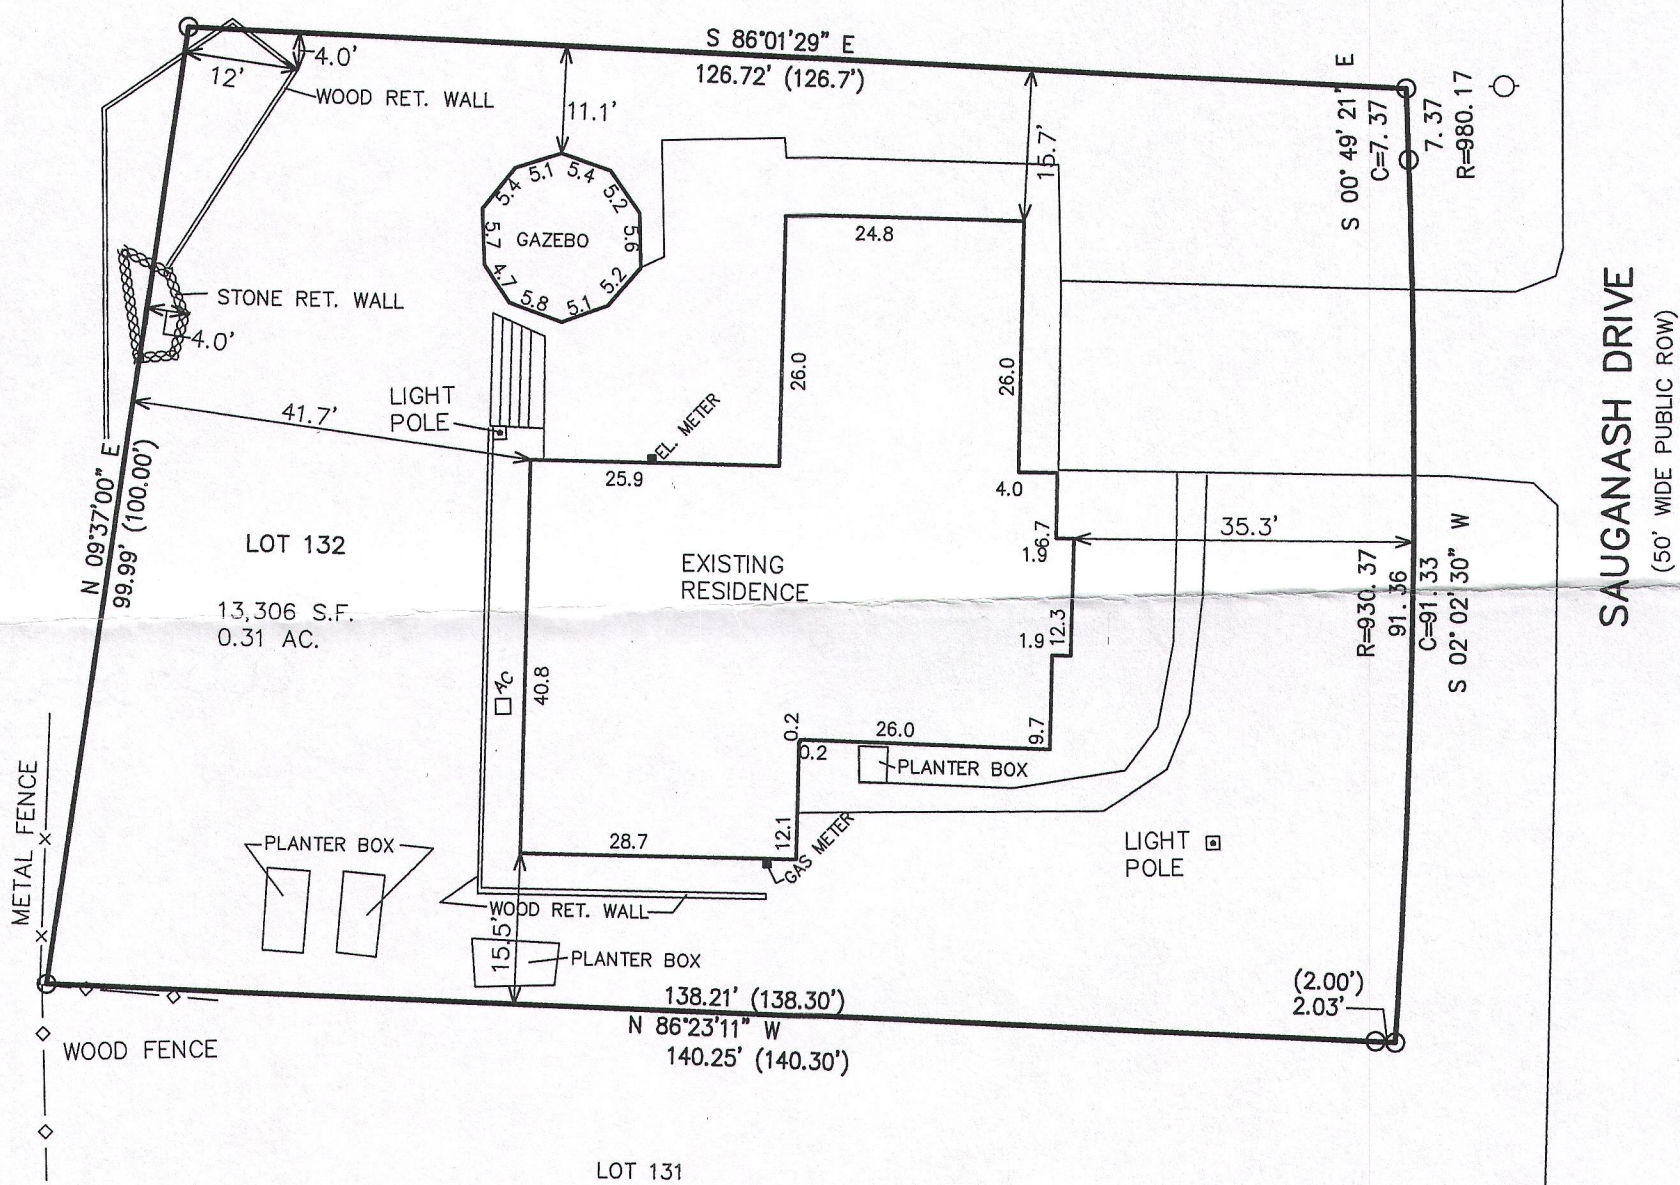 S 86°01'29" E
126.72' (126.7')
4.0'
12'
WOOD RET. WALL
11.1'
15.7'
S 00° 49' 21" E
C=7.37
7.37
R=980.17
5.1
5.4
5.4
5.2
5.7
GAZEBO
5.6
4.7
5.2
5.8
5.1
24.8
STONE RET. WALL
4.0'
26.0
26.0
LIGHT
POLE
41.7'
EL. METER
25.9
4.0
N 09°37'00" E
99.99' (100.00')
LOT 132
13,306 S.F.
0.31 AC.
EXISTING
RESIDENCE
6.7
1.9
35.3'
12.3
1.9
R=930.37
91.36
C=91.33
S 02° 02' 30" W
SAUGANASH DRIVE
(50' WIDE PUBLIC ROW)
AC
40.8
0.2
0.2
26.0
9.7
PLANTER BOX
METAL FENCE
PLANTER BOX
28.7
12.1
GAS METER
LIGHT
POLE
WOOD RET. WALL
15.5'
PLANTER BOX
138.21' (138.30')
N 86°23'11" W
140.25' (140.30')
(2.00')
2.03'
WOOD FENCE
LOT 131